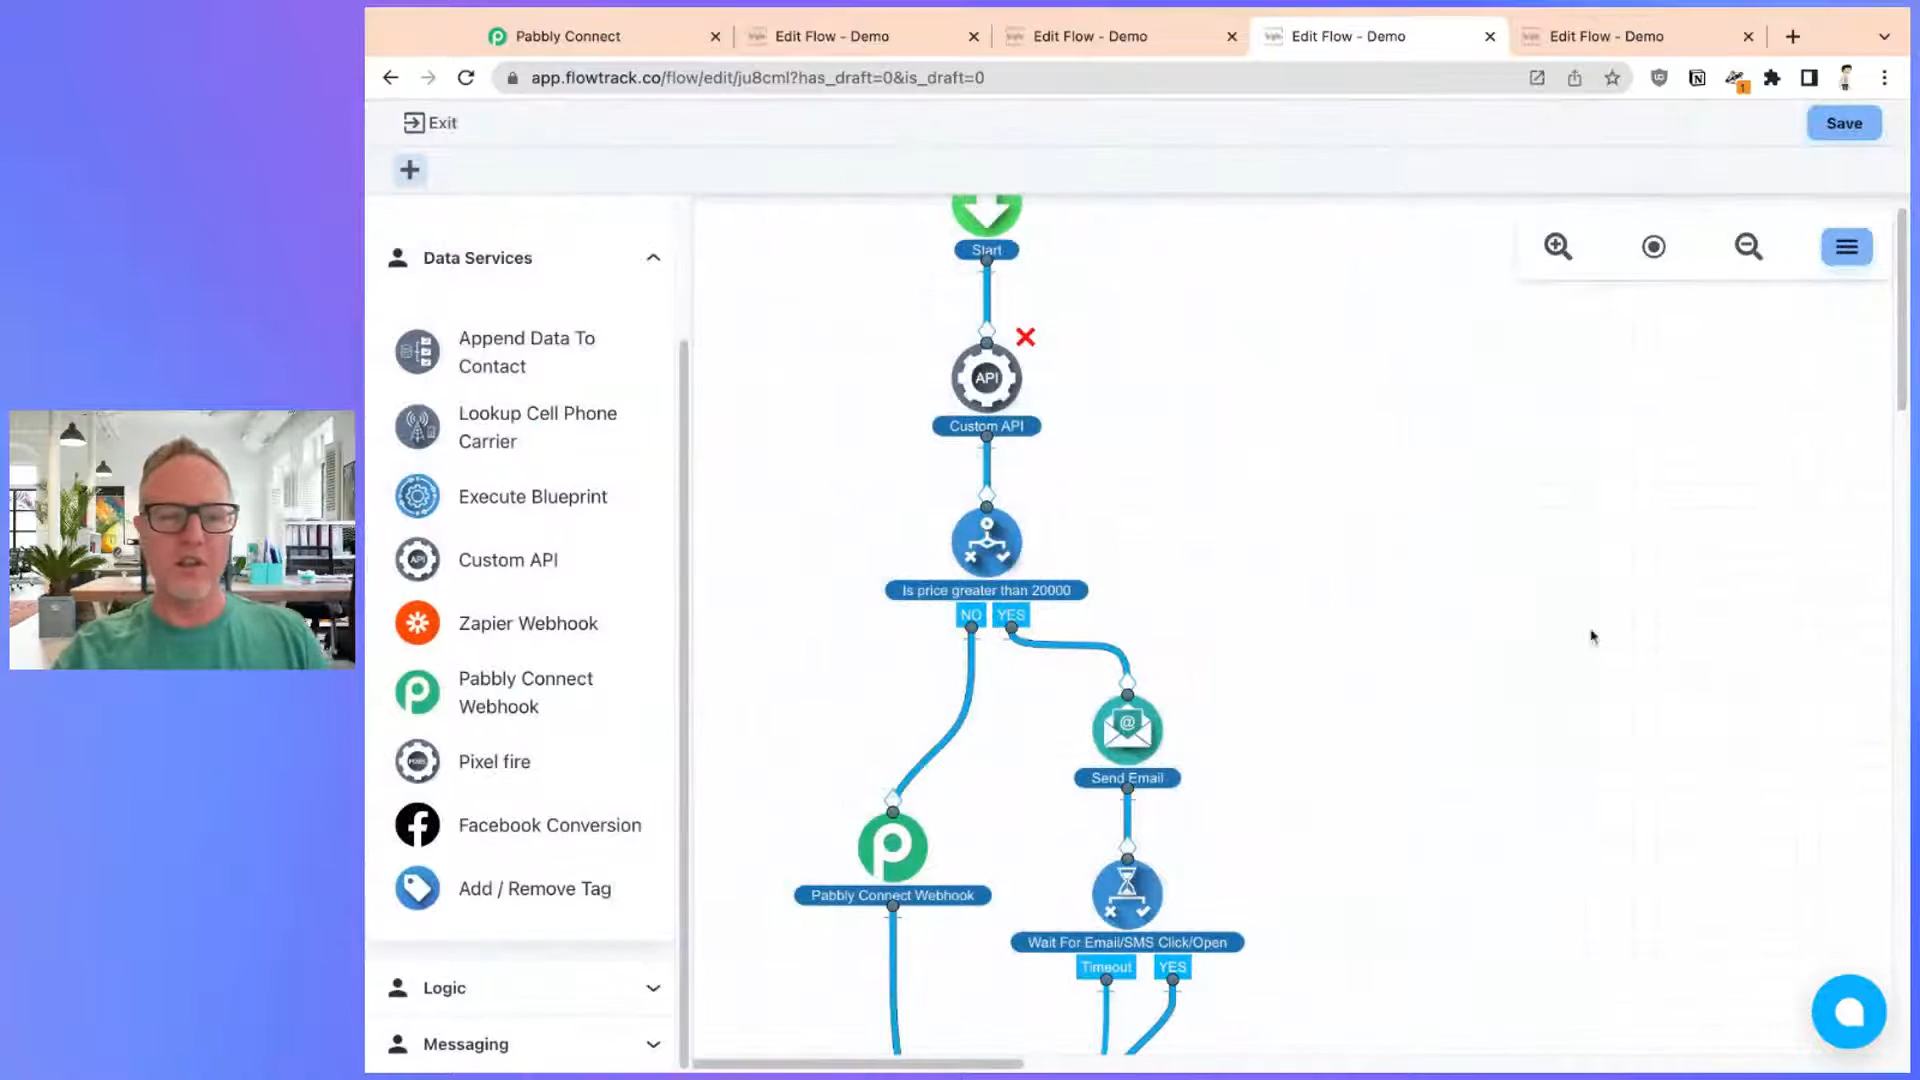 Pabbly Connect
Edit Flow - Demo
Edit Flow - Demo
Edit Flow - Demo
Edit Flow - Demo
app.flowtrack.co/flow/edit/ju8cml?has_draft=0&is_draft=0
1
Exit
Save
Data Services
Append Data To
Contact
Lookup Cell Phone
Carrier
Execute Blueprint
API
Custom API
Zapier Webhook
Pabbly Connect
Webhook
PIXEL
Pixel fire
Facebook Conversion
Add / Remove Tag
Logic
Messaging
Start
API
Custom API
Is price greater than 20000
NO
YES
@
Send Email
Pabbly Connect Webhook
Wait For Email/SMS Click/Open
Timeout
YES